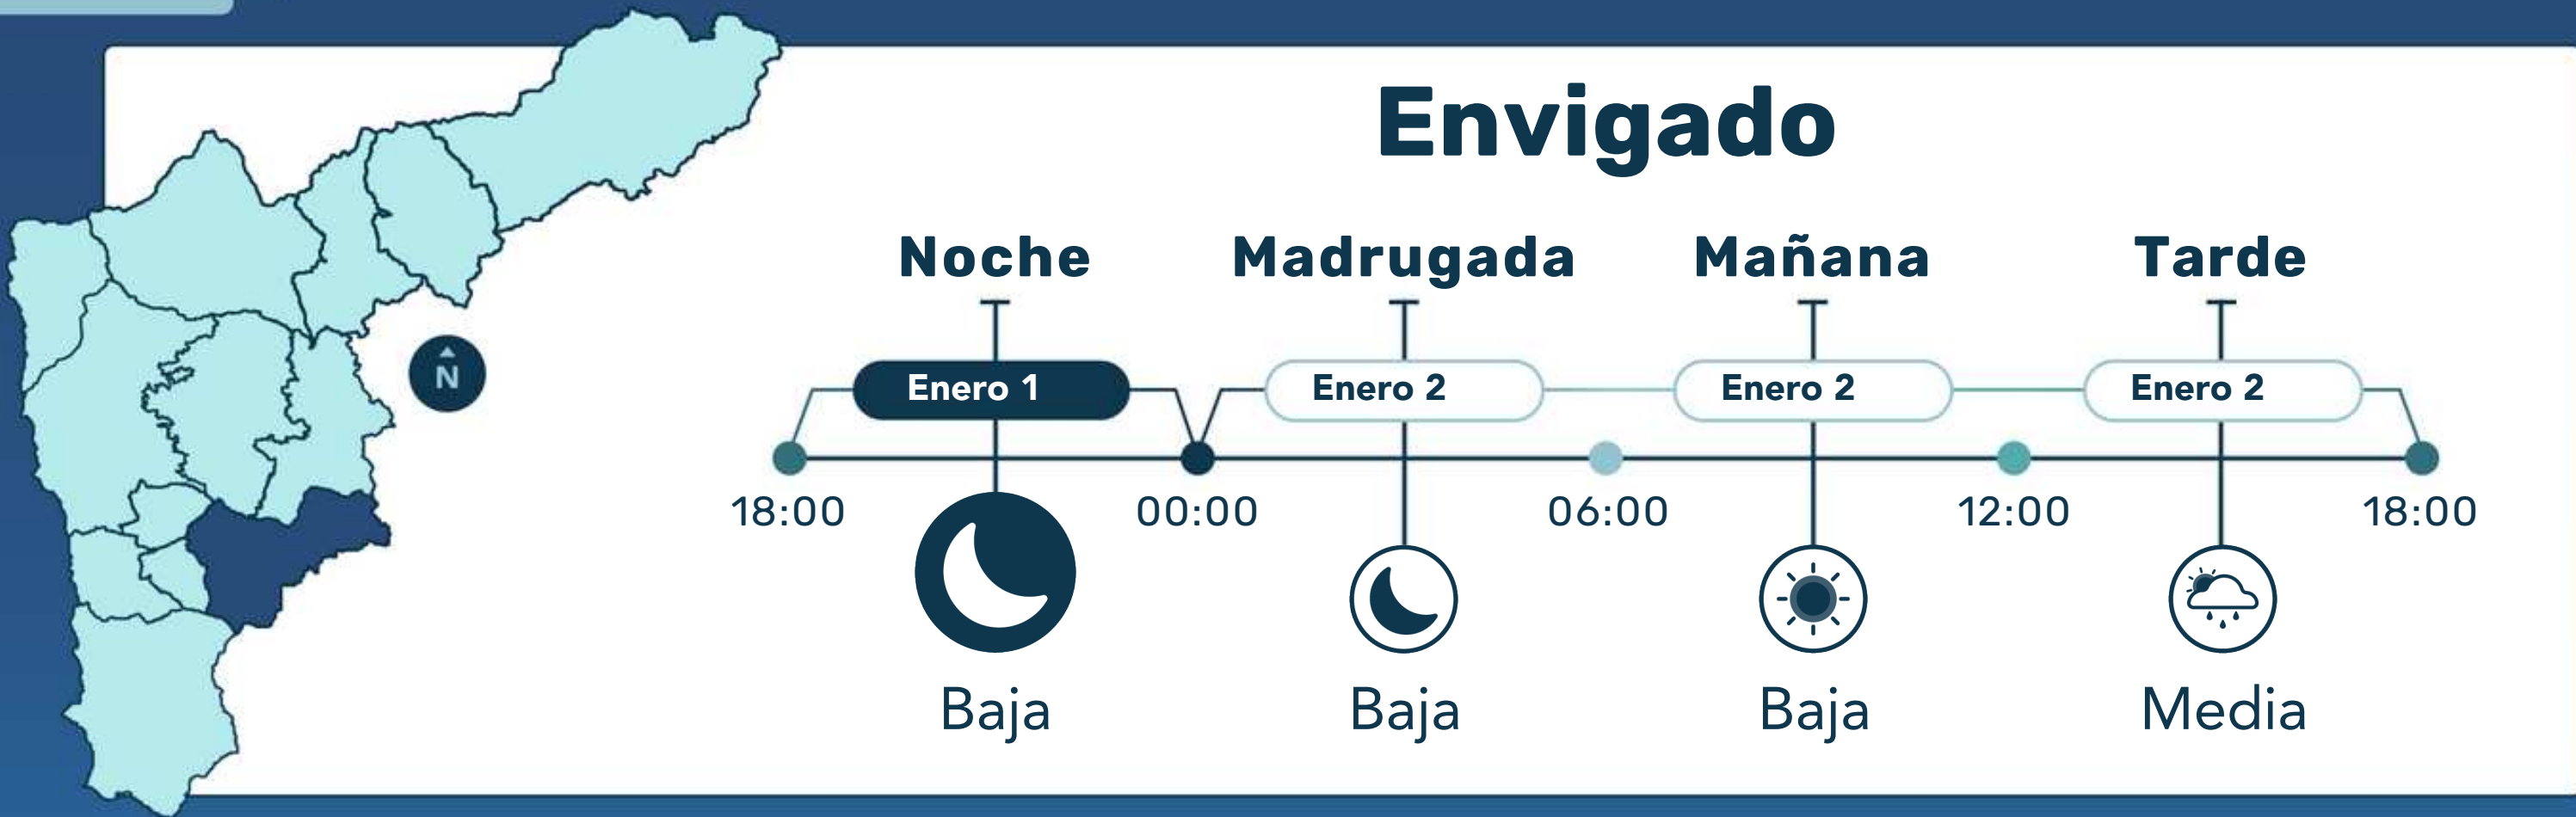 Envigado
Noche Madrugada Mañana Tarde
N
Enero 1 Enero 2 Enero 2 Enero 2
18:00 00:00 06:00 12:00 18:00
Baja Baja Baja Media